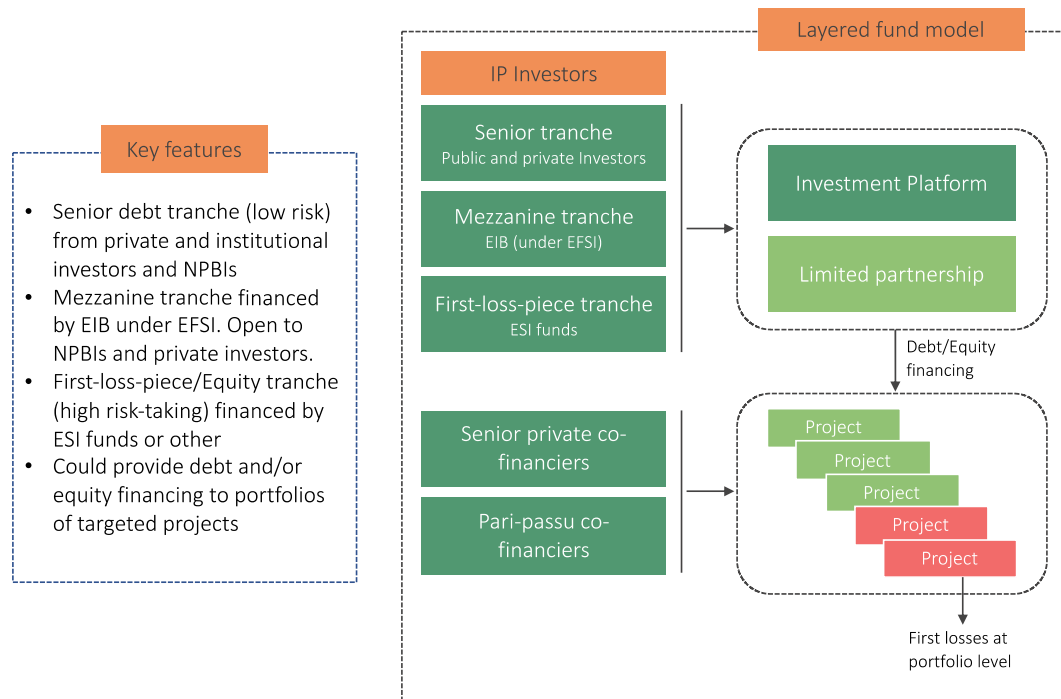 Layered fund model
IP Investors
Senior tranche
Public and private Investors
Mezzanine tranche
EIB (under EFSI)
First-loss-piece tranche
ESI funds
Investment Platform
Limited partnership
Debt/Equity
financing
Key features
• Senior debt tranche (low risk)
from private and institutional
investors and NPBIs
• Mezzanine tranche financed
by EIB under EFSI. Open to
NPBIs and private investors.
• First-loss-piece/Equity tranche
(high risk-taking) financed by
ESI funds or other
• Could provide debt and/or
equity financing to portfolios
of targeted projects
Senior private co-
financiers
Pari-passu co-
financiers
Project
Project
Project
Project
Project
First losses at
portfolio level